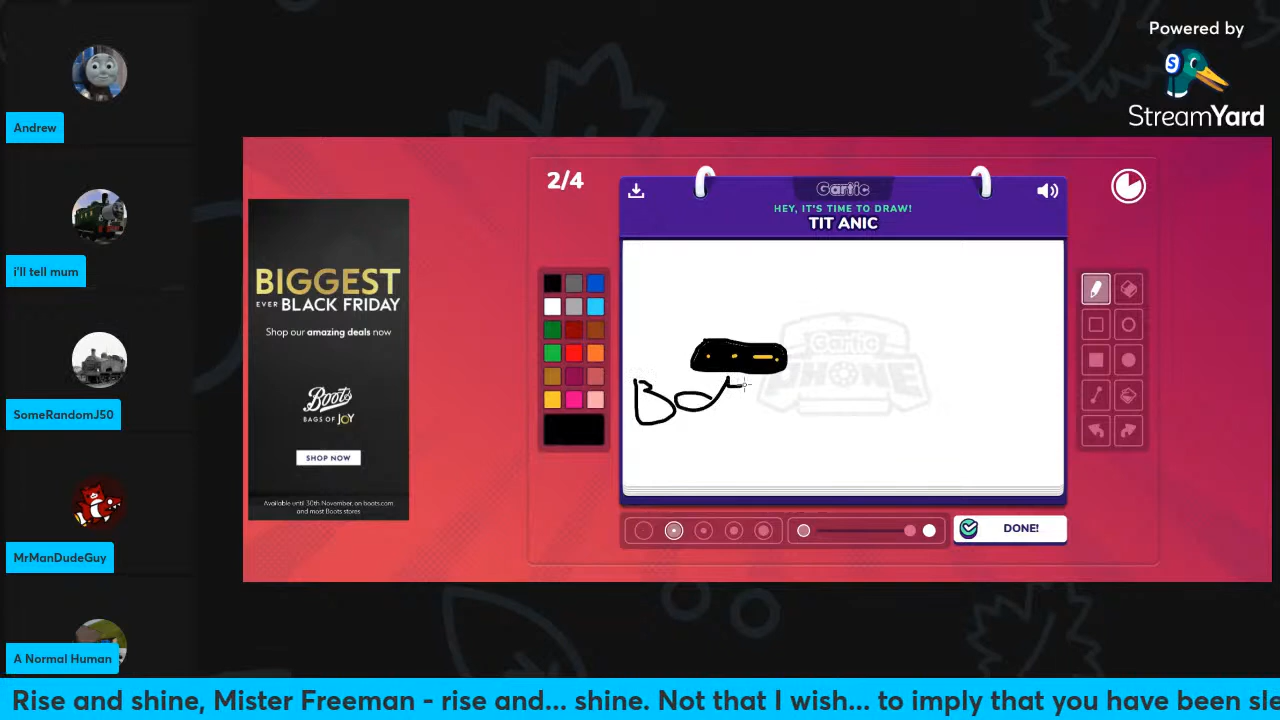 Powered by
StreamYard
Andrew
i'll tell mum
SomeRandomJ50
MrManDudeGuy
A Normal Human
2/4
Gartic
HEY, IT'S TIME TO DRAW!
TIT ANIC
BIGGEST
EVER BLACK FRIDAY
Shop our amazing deals now
Boots
BAGS OF JOY
SHOP NOW
Available until 30th November, on boots.com
and most Boots stores
Gartic
PHONE
Bo
DONE!
Rise and shine, Mister Freeman - rise and... shine. Not that I wish... to imply that you have been sle